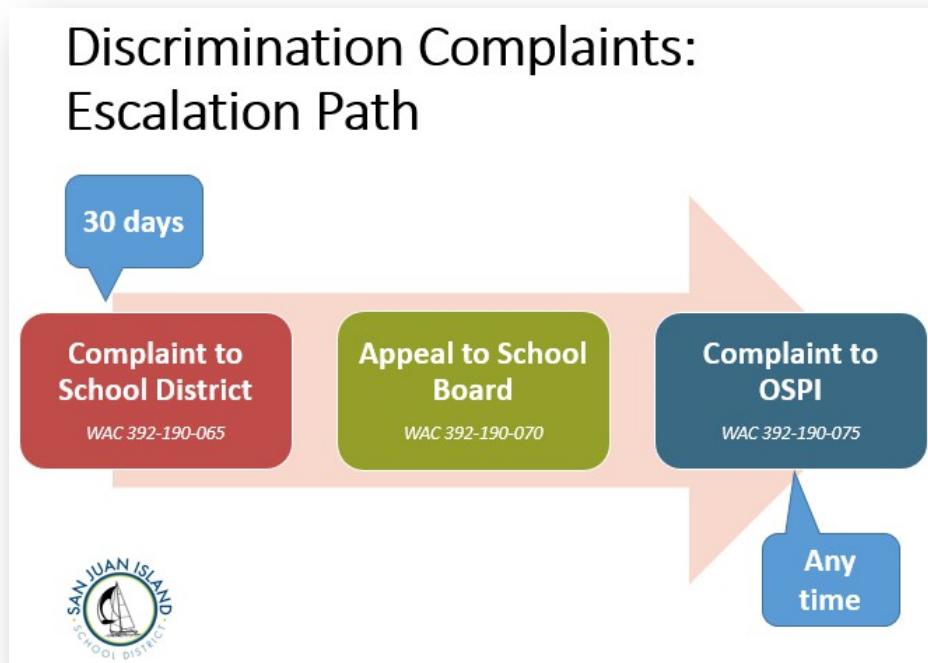 Discrimination Complaints:
Escalation Path
30 days
Complaint to
School District
WAC 392-190-065
Appeal to School
Board
WAC 392-190-070
Complaint to
OSPI
WAC 392-190-075
Any
time
SAN JUAN ISLAND
SCHOOL DISTRICT